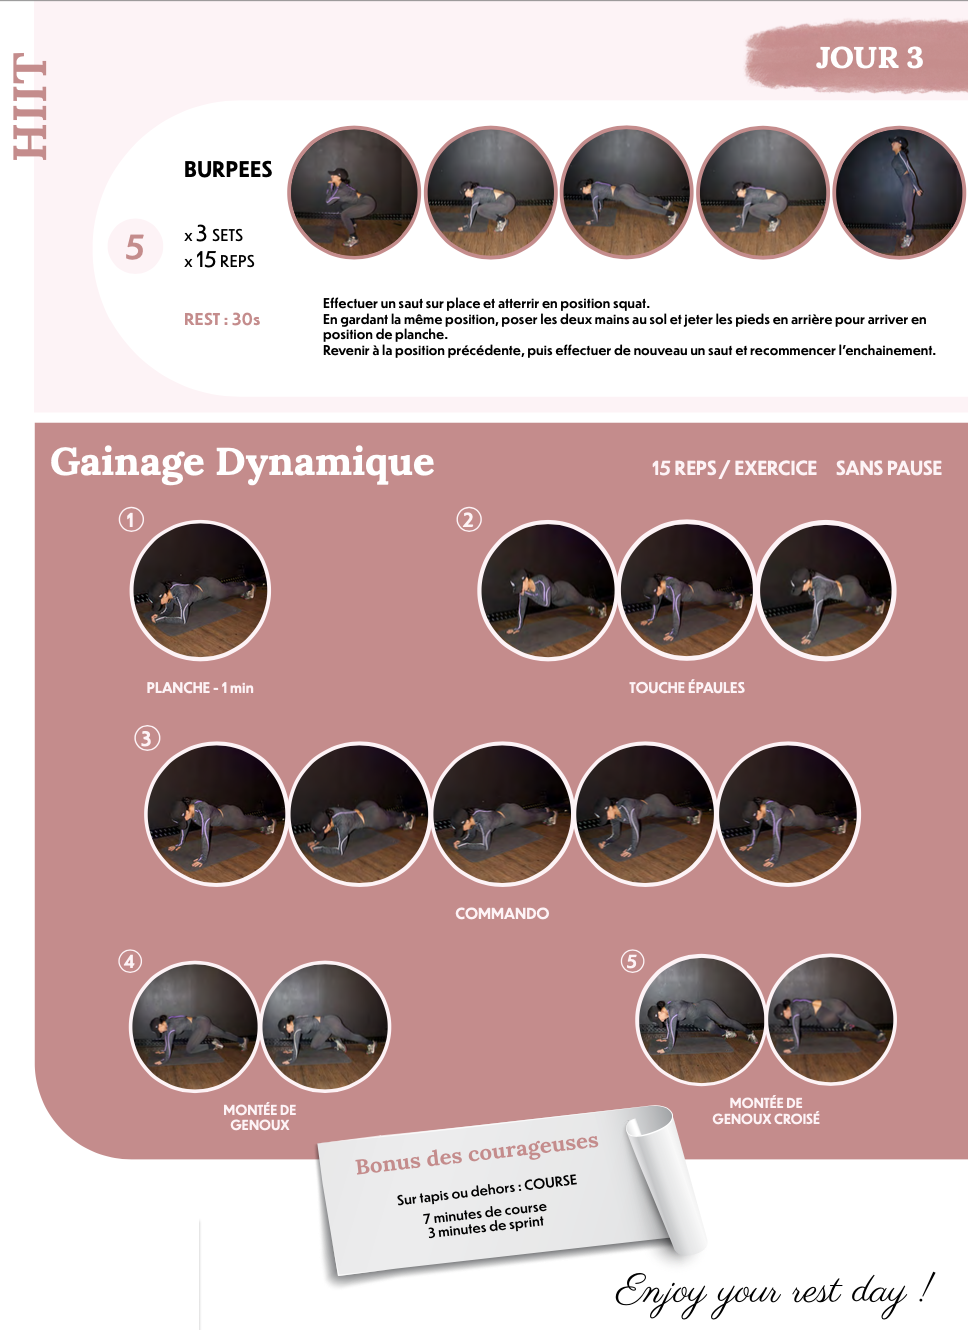 HIIT
JOUR 3
BURPEES
5
x 3 SETS
x 15 REPS
REST : 30s
Effectuer un saut sur place et atterrir en position squat.
En gardant la même position, poser les deux mains au sol et jeter les pieds en arrière pour arriver en
position de planche.
Revenir à la position précédente, puis effectuer de nouveau un saut et recommencer l'enchainement.
Gainage Dynamique
15 REPS / EXERCICE SANS PAUSE
1
PLANCHE - 1 min
2
TOUCHE ÉPAULES
3
COMMANDO
4
MONTÉE DE
GENOUX
5
MONTÉE DE
GENOUX CROISÉ
Bonus des courageuses
Sur tapis ou dehors : COURSE
7 minutes de course
3 minutes de sprint
Enjoy your rest day !